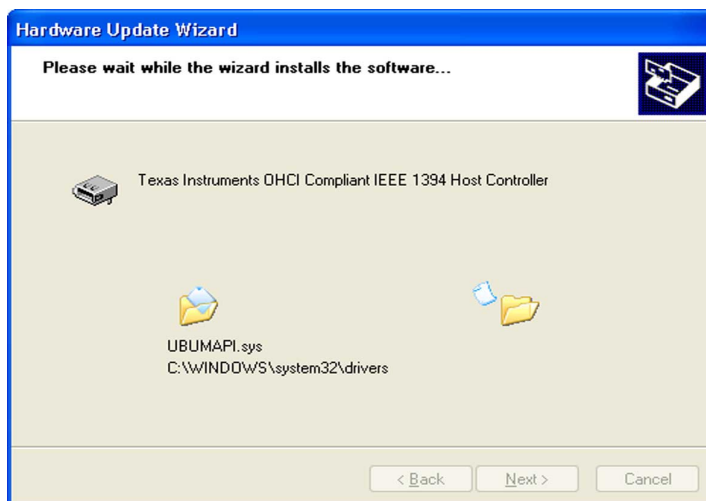 Hardware Update Wizard
Please wait while the wizard installs the software...
Texas Instruments OHCI Compliant IEEE 1394 Host Controller
UBUMAPI.sys
C:\WINDOWS\system32\drivers
< Back Next > Cancel